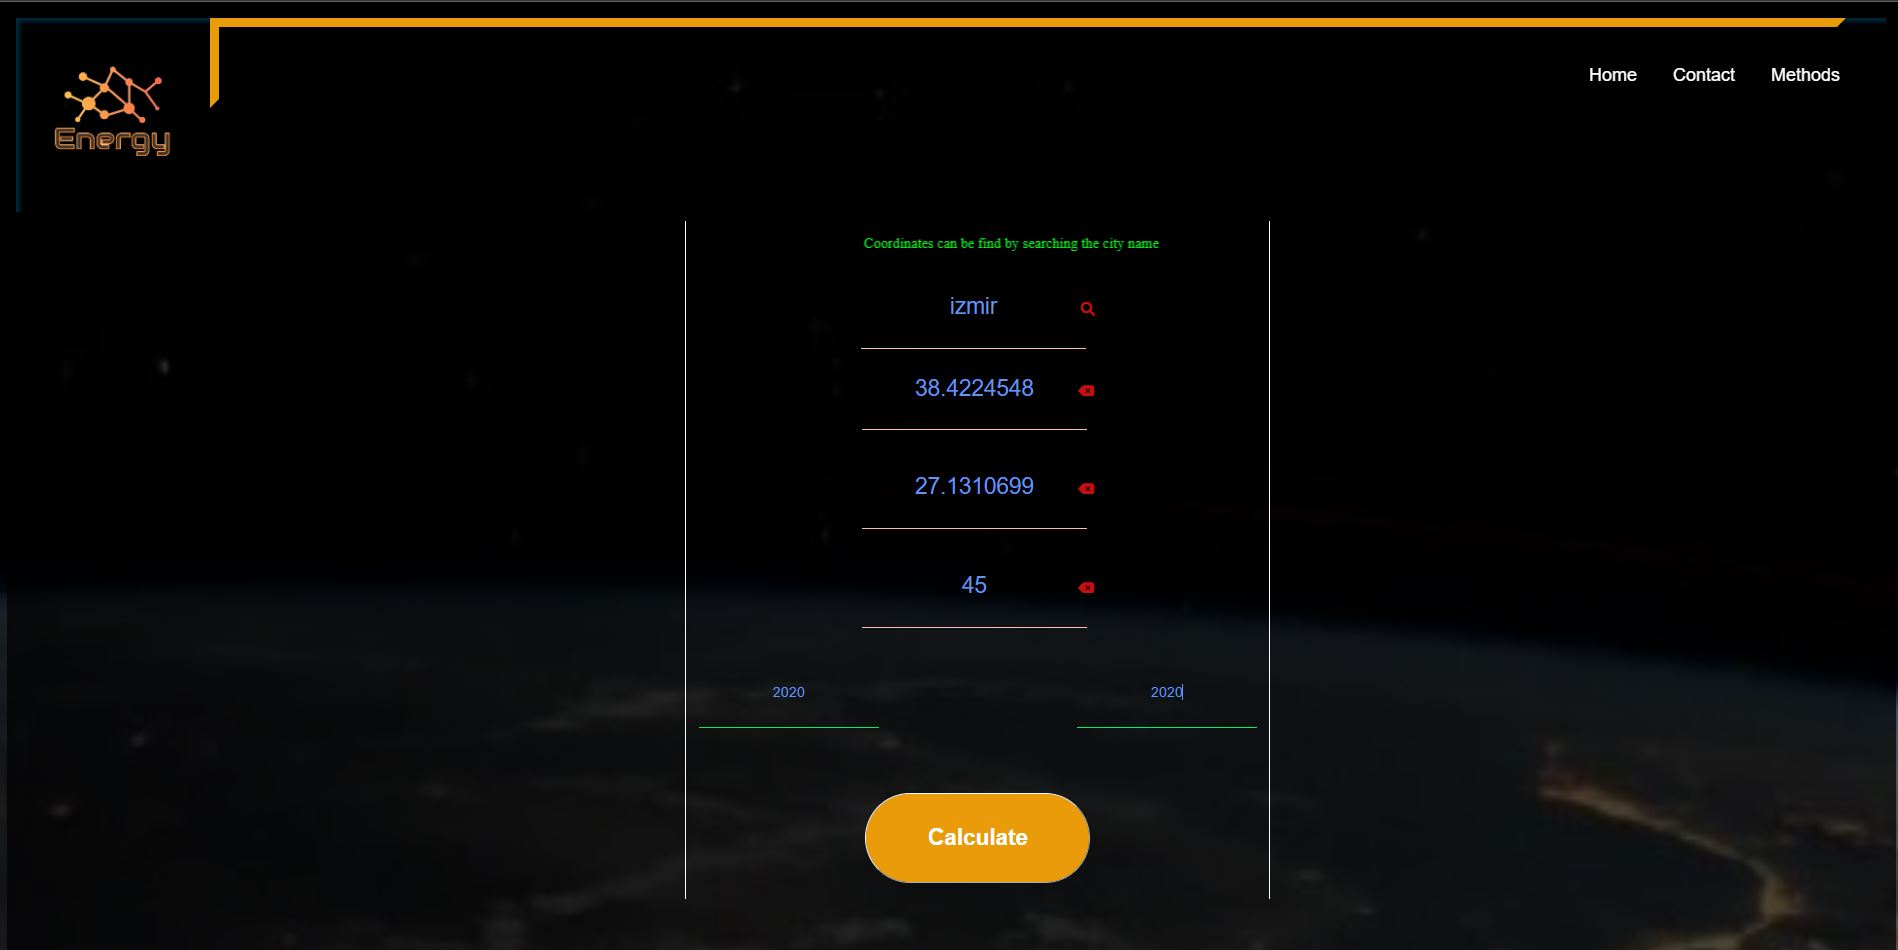 Energy
Home Contact Methods
Coordinates can be find by searching the city name
izmir
38.4224548
27.1310699
45
2020 2020
Calculate